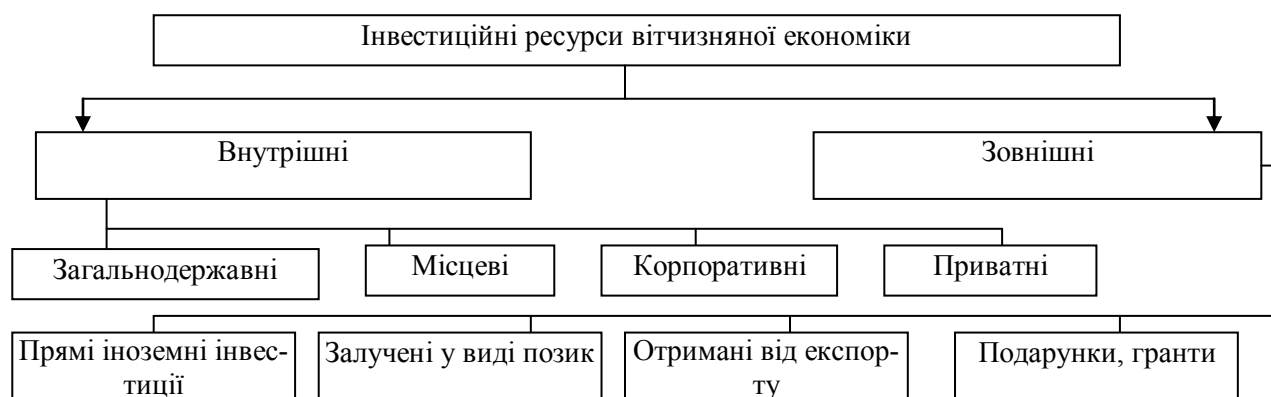 Інвестиційні ресурси вітчизняної економіки
Внутрішні
Зовнішні
Загальнодержавні
Місцеві
Корпоративні
Приватні
Прямі іноземні інвес-
тиції
Залучені у виді позик
Отримані від експор-
ту
Подарунки, гранти